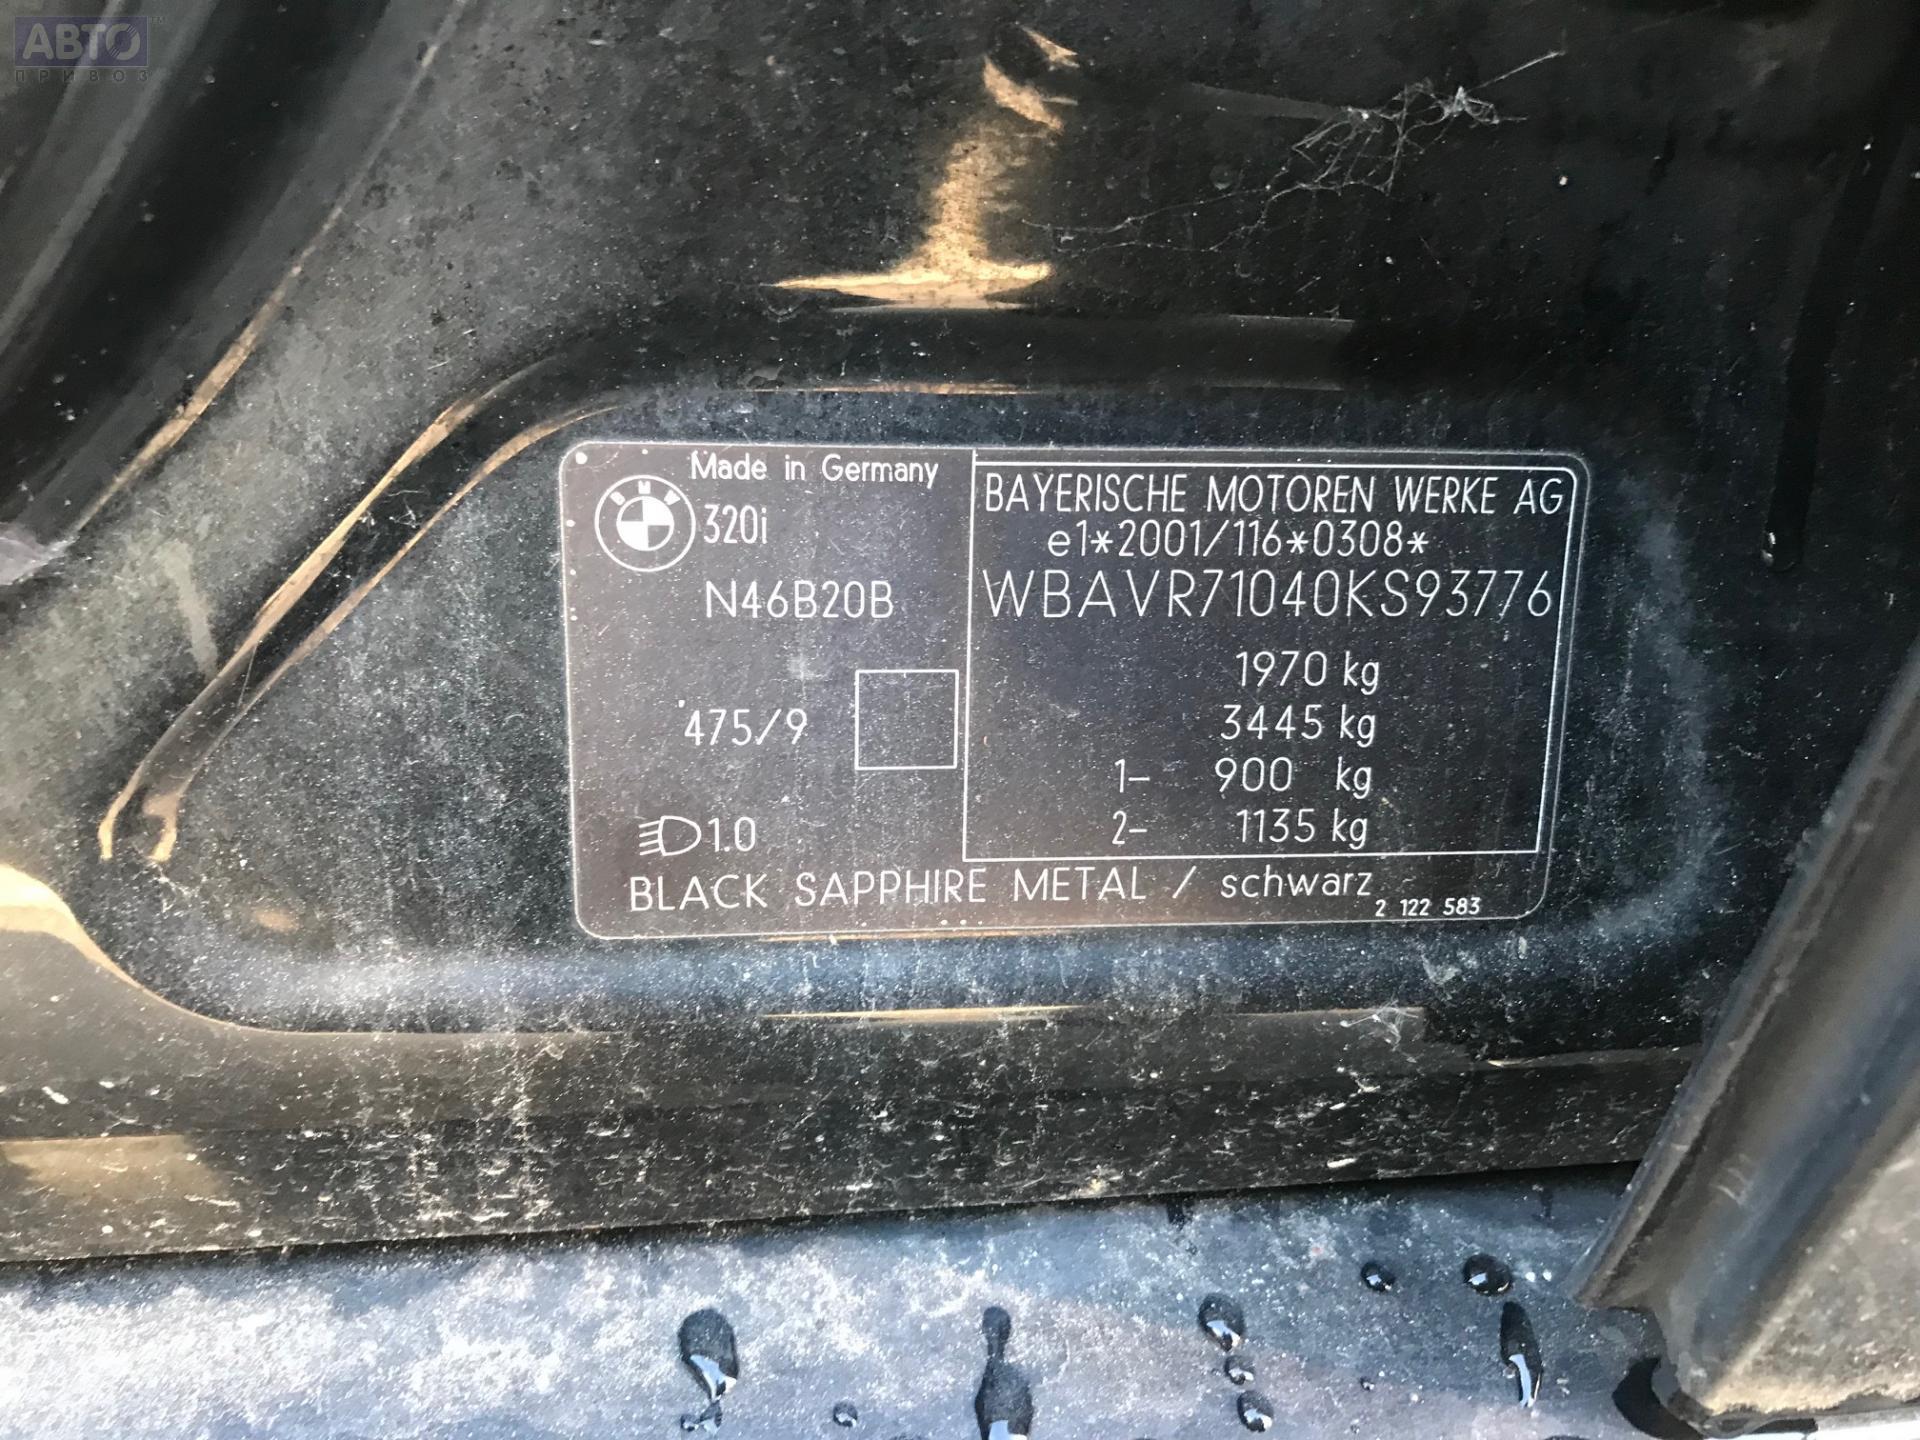 АВТО
ПРИВОЗ
Made in Germany
BMW
320i
N46B20B
475/9
1.0
BAYERISCHE MOTOREN WERKE AG
e1*2001/116*0308*
WBAVR71040KS93776
1970 kg
3445 kg
1- 900 kg
2- 1135 kg
BLACK SAPPHIRE METAL / schwarz
2 122 583